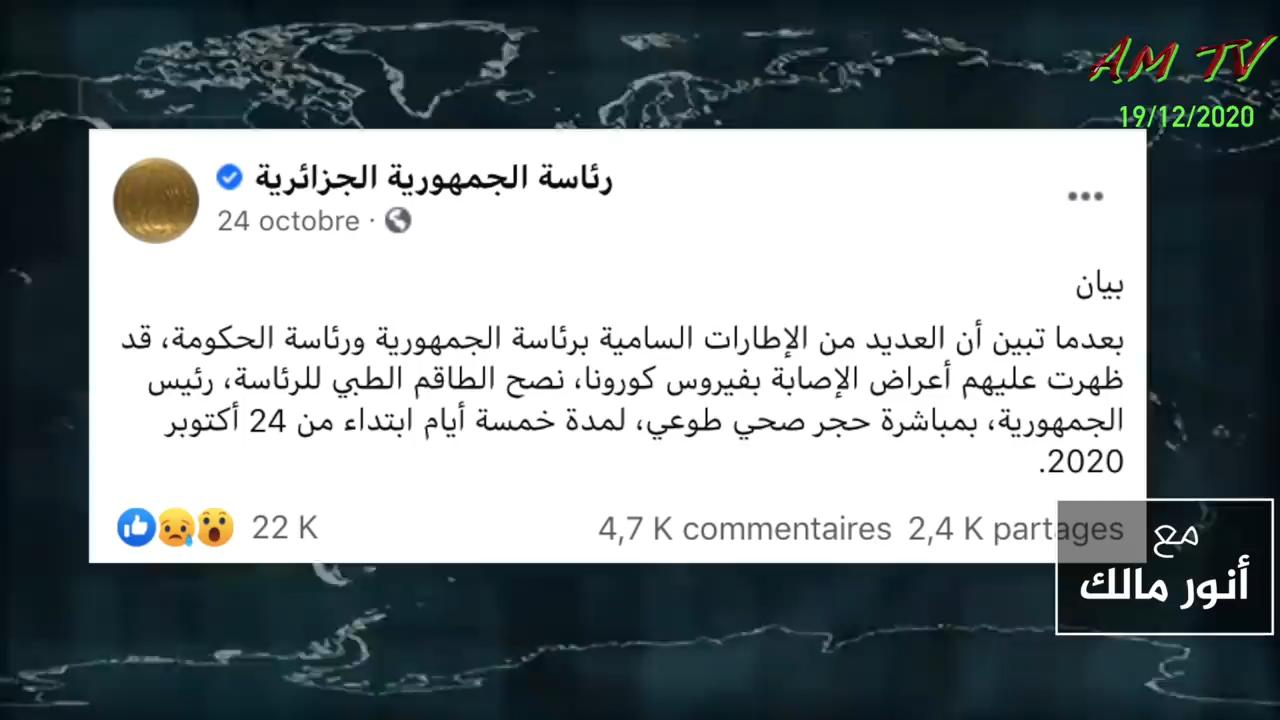 AM TV
19/12/2020
رئاسة الجمهورية الجزائرية
24 octobre ·
بيان
بعدما تبين أن العديد من الإطارات السامية برئاسة الجمهورية ورئاسة الحكومة، قد
ظهرت عليهم أعراض الإصابة بفيروس كورونا، نصح الطاقم الطبي للرئاسة، رئيس
الجمهورية، بمباشرة حجر صحي طوعي، لمدة خمسة أيام ابتداء من 24 أكتوبر
2020.
22 K 4,7 K commentaires 2,4 K partages
مع
أنور مالك